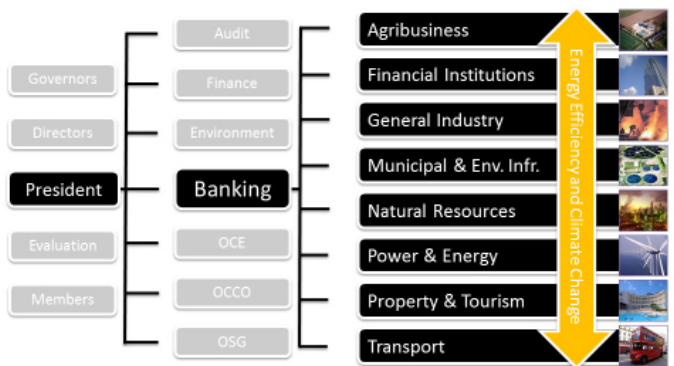 Governors
Directors
President
Evaluation
Members
Audit
Finance
Environment
Banking
OCE
OCCO
OSG
Agribusiness
Financial Institutions
General Industry
Municipal & Env. Infr.
Natural Resources
Power & Energy
Property & Tourism
Transport
Energy Efficiency and Climate Change